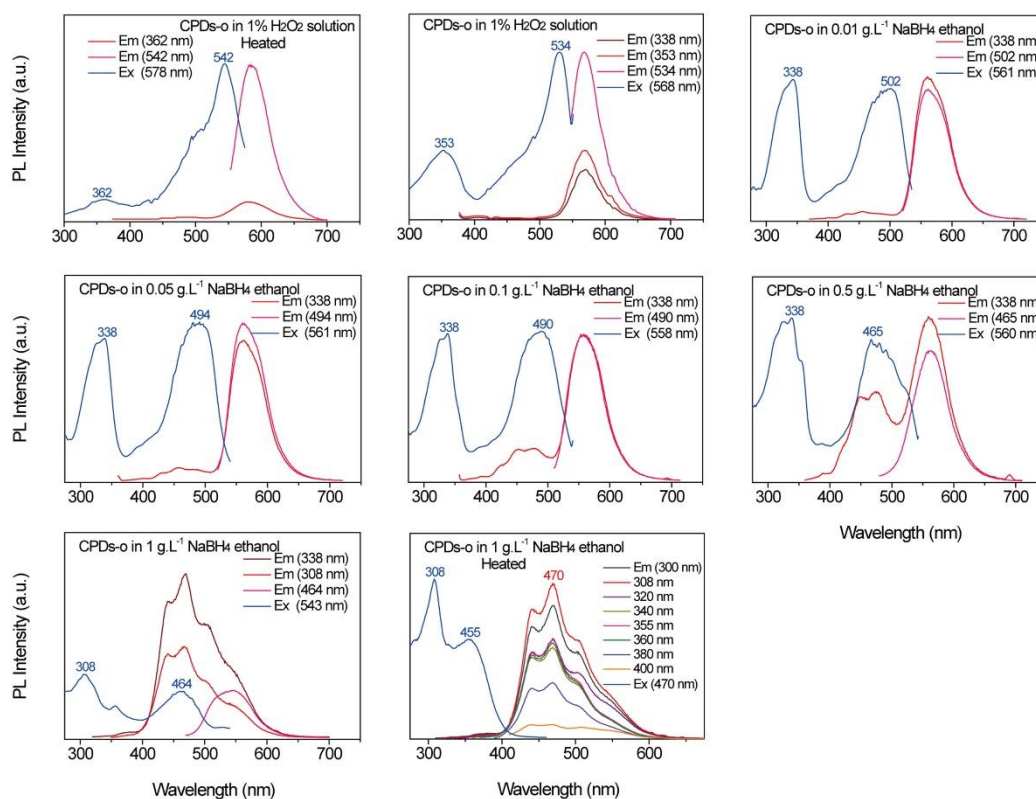 CPDs-o in 1% H₂O₂ solution
Heated
Em (362 nm)
Em (542 nm)
Ex (578 nm)
542
362
PL Intensity (a.u.)
300 400 500 600 700
CPDs-o in 1% H₂O₂ solution
Em (338 nm)
Em (353 nm)
Em (534 nm)
Ex (568 nm)
534
353
300 400 500 600 700
CPDs-o in 0.01 g.L⁻¹ NaBH₄ ethanol
Em (338 nm)
Em (502 nm)
Ex (561 nm)
338
502
300 400 500 600 700
CPDs-o in 0.05 g.L⁻¹ NaBH₄ ethanol
Em (338 nm)
Em (494 nm)
Ex (561 nm)
338
494
PL Intensity (a.u.)
300 400 500 600 700
CPDs-o in 0.1 g.L⁻¹ NaBH₄ ethanol
Em (338 nm)
Em (490 nm)
Ex (558 nm)
338
490
300 400 500 600 700
CPDs-o in 0.5 g.L⁻¹ NaBH₄ ethanol
Em (338 nm)
Em (465 nm)
Ex (560 nm)
338
465
300 400 500 600 700
Wavelength (nm)
CPDs-o in 1 g.L⁻¹ NaBH₄ ethanol
Em (338 nm)
Em (308 nm)
Em (464 nm)
Ex (543 nm)
308
464
PL Intensity (a.u.)
300 400 500 600 700
Wavelength (nm)
CPDs-o in 1 g.L⁻¹ NaBH₄ ethanol
Heated
Em (300 nm)
308 nm
320 nm
340 nm
355 nm
360 nm
380 nm
400 nm
Ex (470 nm)
308
455
470
300 400 500 600
Wavelength (nm)